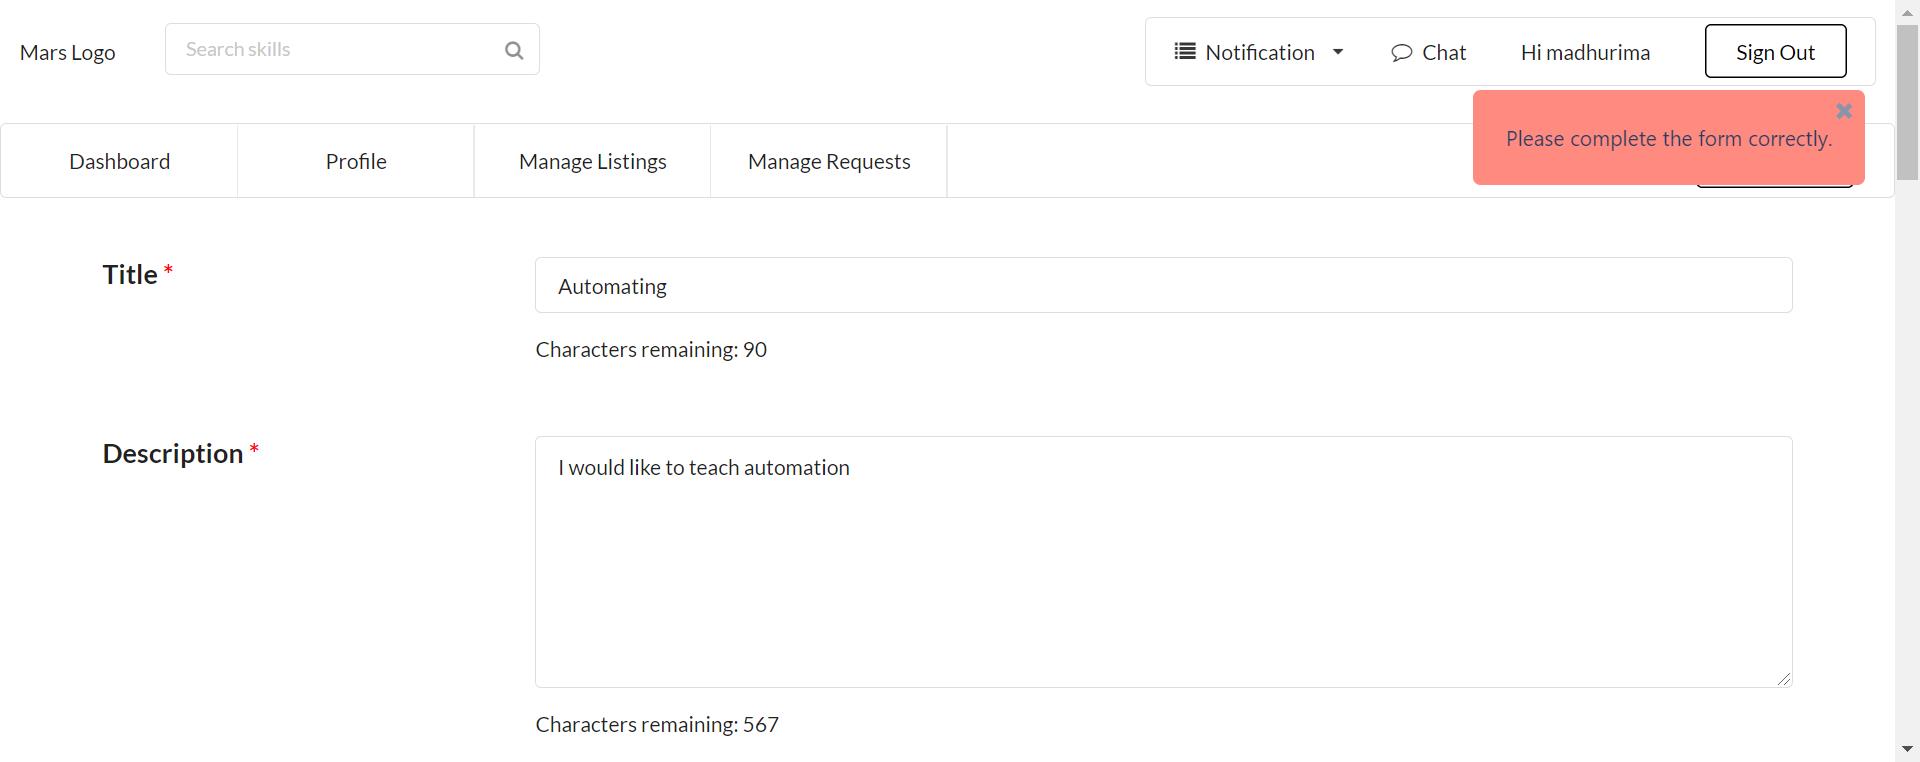 Mars Logo
Search skills
Notification
Chat
Hi madhurima
Sign Out
Please complete the form correctly.
Dashboard
Profile
Manage Listings
Manage Requests
Title *
Automating
Characters remaining: 90
Description *
I would like to teach automation
Characters remaining: 567